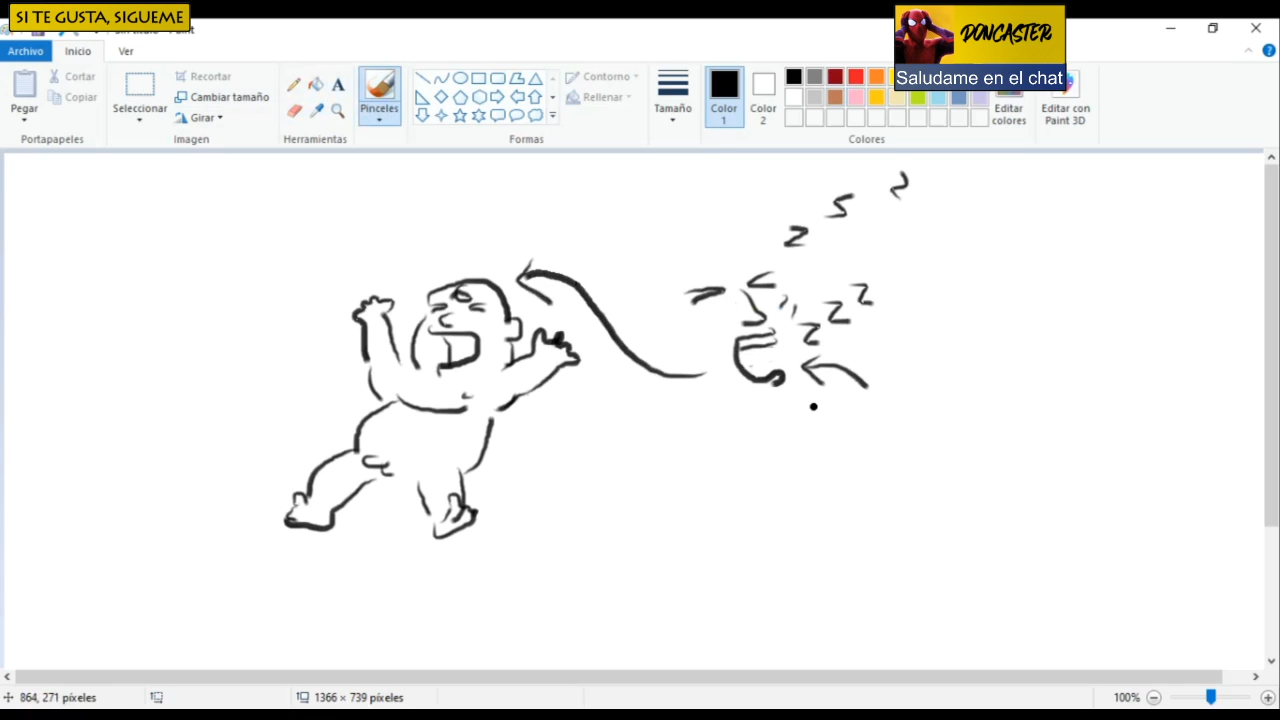 SI TE GUSTA, SIGUEME
DONCASTER
Saludame en el chat
Archivo
Inicio
Ver
Pegar
Cortar
Copiar
Portapapeles
Seleccionar
Recortar
Cambiar tamaño
Girar
Imagen
A
Herramientas
Pinceles
Contorno
Rellenar
Formas
Tamaño
Color 1
Color 2
Editar colores
Editar con Paint 3D
Colores
z
z
z
z
864, 271 píxeles
1366 × 739 píxeles
100%